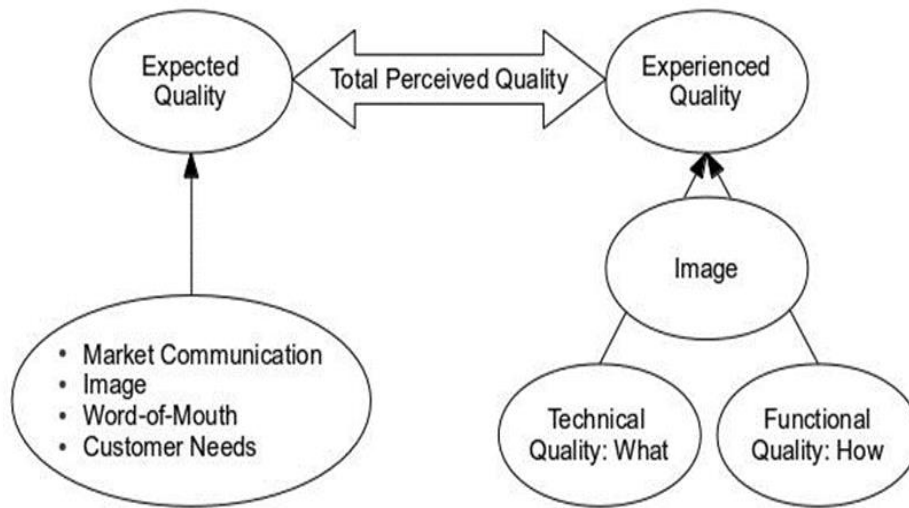 Expected
Quality
Total Perceived Quality
Experienced
Quality
Image
• Market Communication
• Image
• Word-of-Mouth
• Customer Needs
Technical
Quality: What
Functional
Quality: How